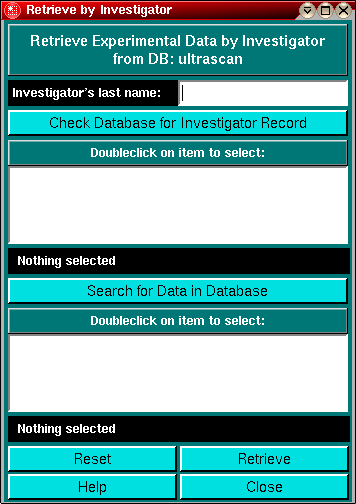 Retrieve by Investigator
Retrieve Experimental Data by Investigator
from DB: ultrascan
Investigator's last name:
Check Database for Investigator Record
Doubleclick on item to select:
Nothing selected
Search for Data in Database
Doubleclick on item to select:
Nothing selected
Reset Retrieve
Help Close